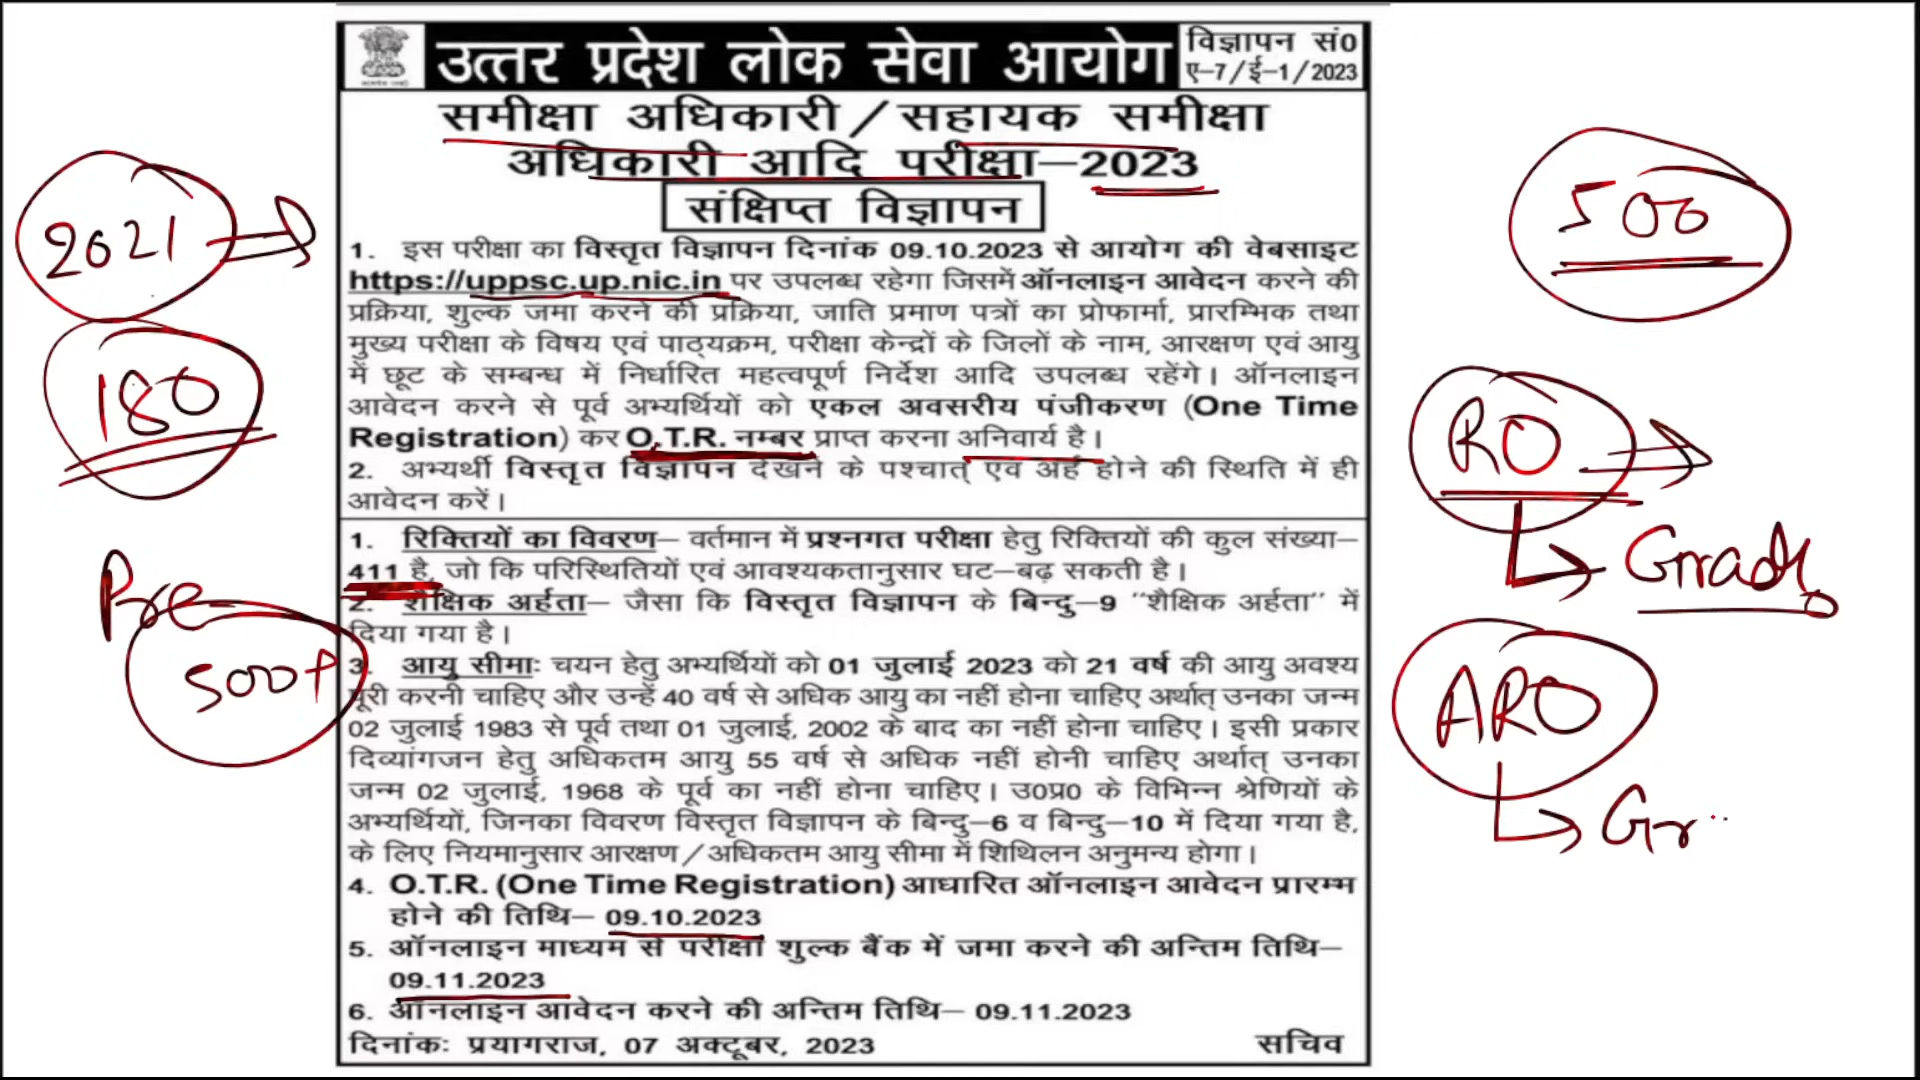 उत्तर प्रदेश लोक सेवा आयोग
विज्ञापन सं0
ए-7/ई-1/2023
समीक्षा अधिकारी/सहायक समीक्षा
अधिकारी आदि परीक्षा-2023
संक्षिप्त विज्ञापन
1. इस परीक्षा का विस्तृत विज्ञापन दिनांक 09.10.2023 से आयोग की वेबसाइट
https://uppsc.up.nic.in पर उपलब्ध रहेगा जिसमें ऑनलाइन आवेदन करने की
प्रक्रिया, शुल्क जमा करने की प्रक्रिया, जाति प्रमाण पत्रों का प्रोफार्मा, प्रारम्भिक तथा
मुख्य परीक्षा के विषय एवं पाठ्यक्रम, परीक्षा केन्द्रों के जिलों के नाम, आरक्षण एवं आयु
में छूट के सम्बन्ध में निर्धारित महत्वपूर्ण निर्देश आदि उपलब्ध रहेंगे। ऑनलाइन
आवेदन करने से पूर्व अभ्यर्थियों को एकल अवसरीय पंजीकरण (One Time
Registration) कर O.T.R. नम्बर प्राप्त करना अनिवार्य है।
2. अभ्यर्थी विस्तृत विज्ञापन देखने के पश्चात् एवं अर्ह होने की स्थिति में ही
आवेदन करें।
1. रिक्तियों का विवरण– वर्तमान में प्रश्नगत परीक्षा हेतु रिक्तियों की कुल संख्या–
411 है, जो कि परिस्थितियों एवं आवश्यकतानुसार घट-बढ़ सकती है।
2. शैक्षिक अर्हता– जैसा कि विस्तृत विज्ञापन के बिन्दु-9 "शैक्षिक अर्हता" में
दिया गया है।
3. आयु सीमाः चयन हेतु अभ्यर्थियों को 01 जुलाई 2023 को 21 वर्ष की आयु अवश्य
पूरी करनी चाहिए और उन्हें 40 वर्ष से अधिक आयु का नहीं होना चाहिए अर्थात् उनका जन्म
02 जुलाई 1983 से पूर्व तथा 01 जुलाई, 2002 के बाद का नहीं होना चाहिए। इसी प्रकार
दिव्यांगजन हेतु अधिकतम आयु 55 वर्ष से अधिक नहीं होनी चाहिए अर्थात् उनका
जन्म 02 जुलाई, 1968 के पूर्व का नहीं होना चाहिए। उ0प्र0 के विभिन्न श्रेणियों के
अभ्यर्थियों, जिनका विवरण विस्तृत विज्ञापन के बिन्दु-6 व बिन्दु-10 में दिया गया है,
के लिए नियमानुसार आरक्षण/अधिकतम आयु सीमा में शिथिलन अनुमन्य होगा।
4. O.T.R. (One Time Registration) आधारित ऑनलाइन आवेदन प्रारम्भ
होने की तिथि– 09.10.2023
5. ऑनलाइन माध्यम से परीक्षा शुल्क बैंक में जमा करने की अन्तिम तिथि–
09.11.2023
6. ऑनलाइन आवेदन करने की अन्तिम तिथि– 09.11.2023
दिनांकः प्रयागराज, 07 अक्टूबर, 2023 सचिव
2021
180
Pre
500+
500
RO
ARO
Gr